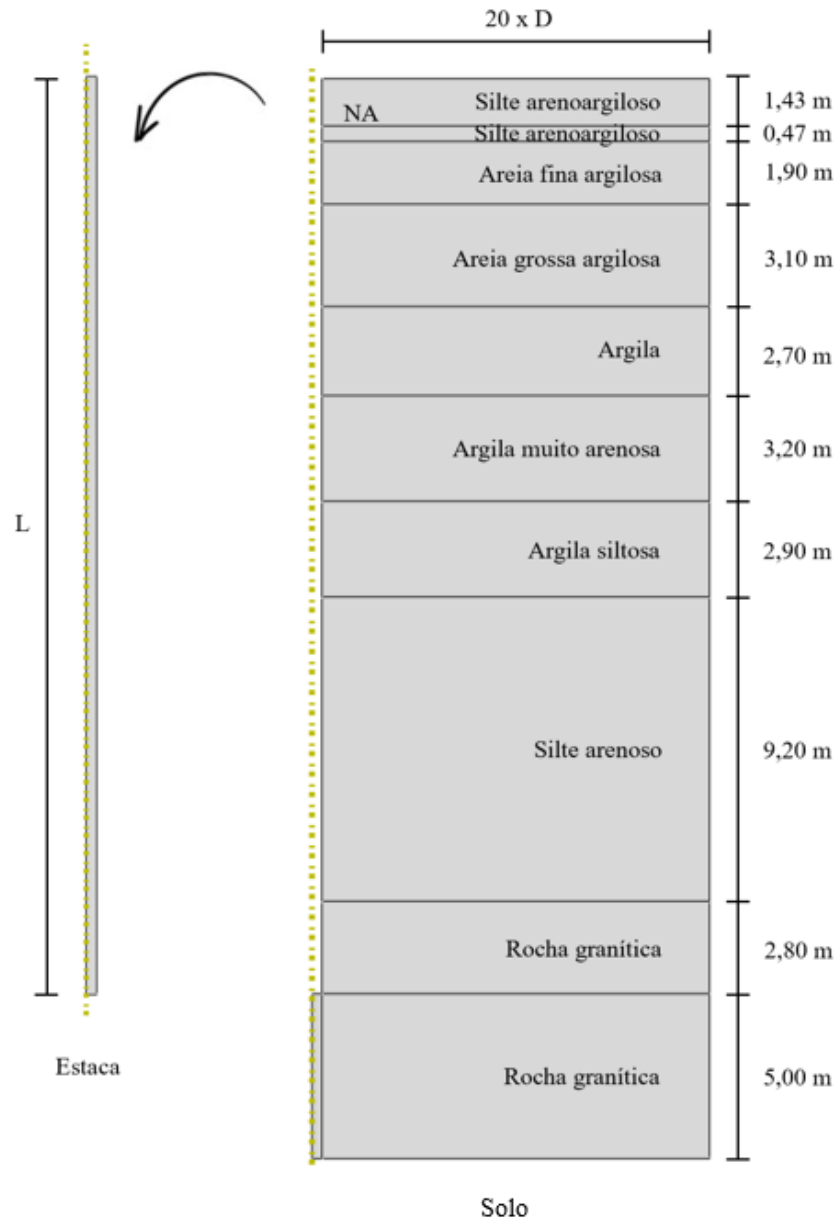 20 x D
Silte arenoargiloso
1,43 m
NA
Silte arenoargiloso
0,47 m
Areia fina argilosa
1,90 m
Areia grossa argilosa
3,10 m
Argila
2,70 m
Argila muito arenosa
3,20 m
L
Argila siltosa
2,90 m
Silte arenoso
9,20 m
Rocha granítica
2,80 m
Estaca
Rocha granítica
5,00 m
Solo